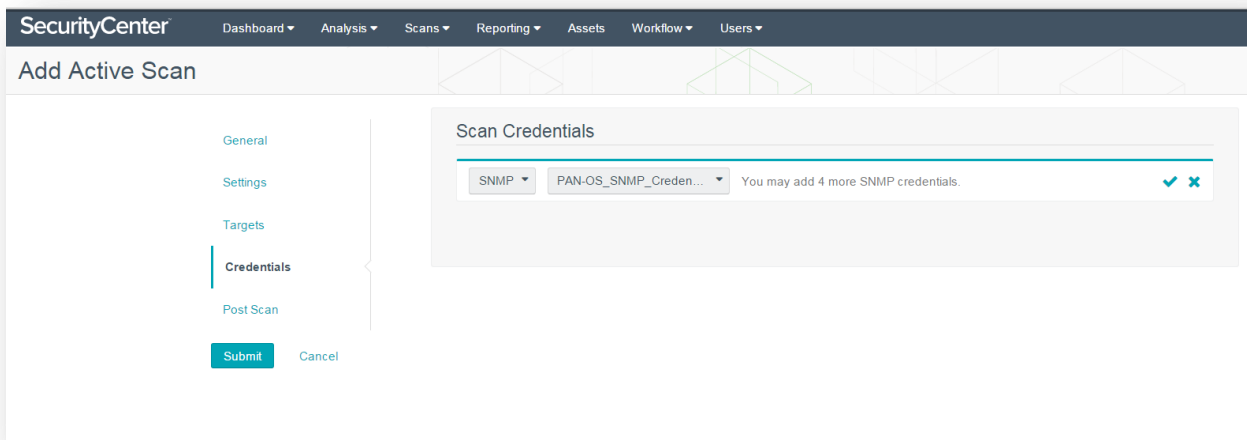 SecurityCenter Dashboard Analysis Scans Reporting Assets Workflow Users
Add Active Scan
Scan Credentials
General
SNMP PAN-OS_SNMP_Creden... You may add 4 more SNMP credentials.
Settings
Targets
Credentials
Post Scan
Submit Cancel